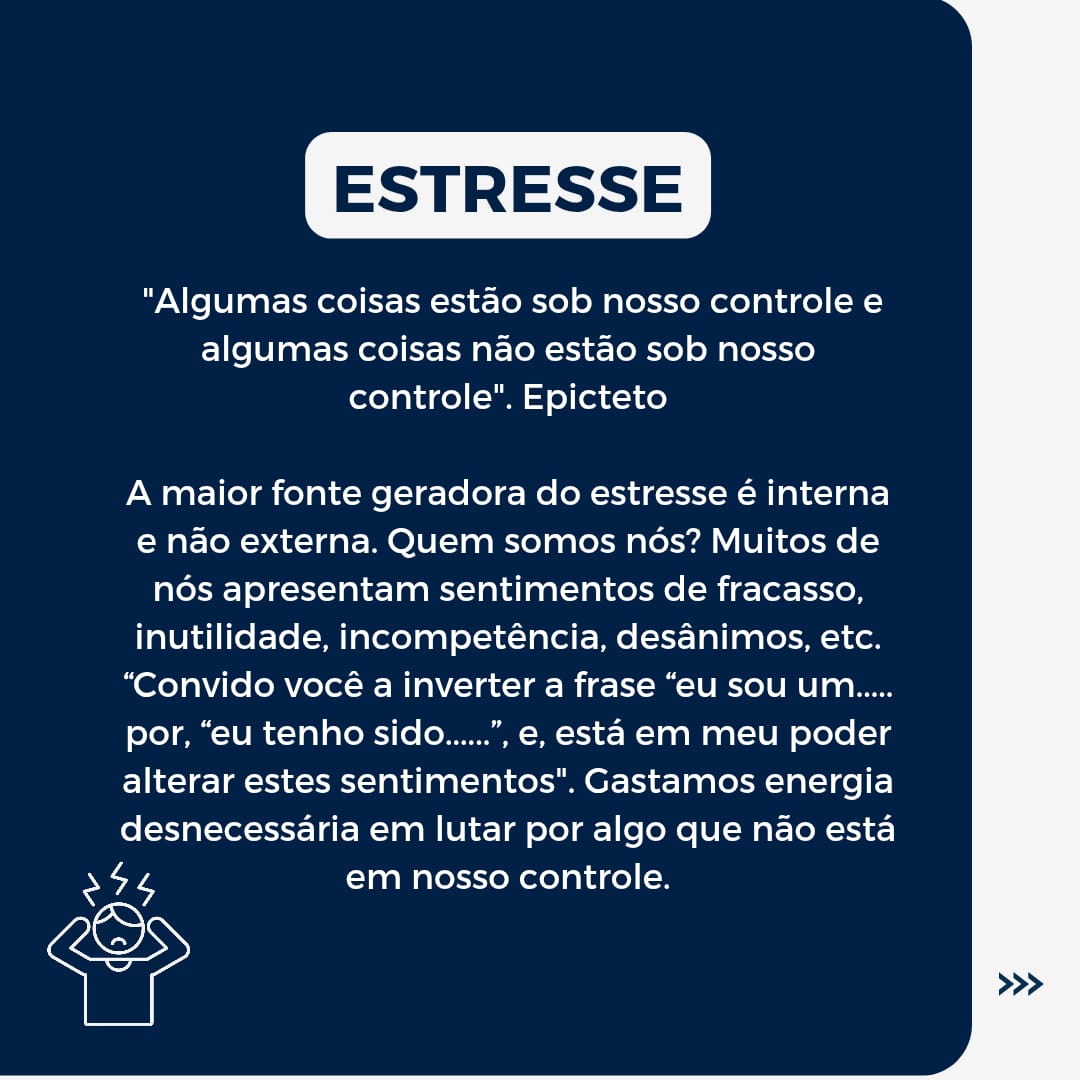 ESTRESSE
"Algumas coisas estão sob nosso controle e
algumas coisas não estão sob nosso
controle". Epicteto
A maior fonte geradora do estresse é interna
e não externa. Quem somos nós? Muitos de
nós apresentam sentimentos de fracasso,
inutilidade, incompetência, desânimos, etc.
“Convido você a inverter a frase “eu sou um.....
por, “eu tenho sido......”, e, está em meu poder
alterar estes sentimentos". Gastamos energia
desnecessária em lutar por algo que não está
em nosso controle.